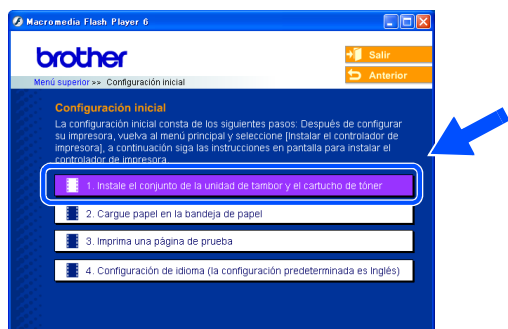 Macromedia Flash Player 6
brother
Salir
Menú superior >> Configuración inicial
Anterior
Configuración inicial
La configuración inicial consta de los siguientes pasos: Después de configurar
su impresora, vuelva al menú principal y seleccione [Instalar el controlador de
impresora], a continuación siga las instrucciones en pantalla para instalar el
controlador de impresora.
1. Instale el conjunto de la unidad de tambor y el cartucho de tóner
2. Cargue papel en la bandeja de papel
3. Imprima una página de prueba
4. Configuración de idioma (la configuración predeterminada es Inglés)